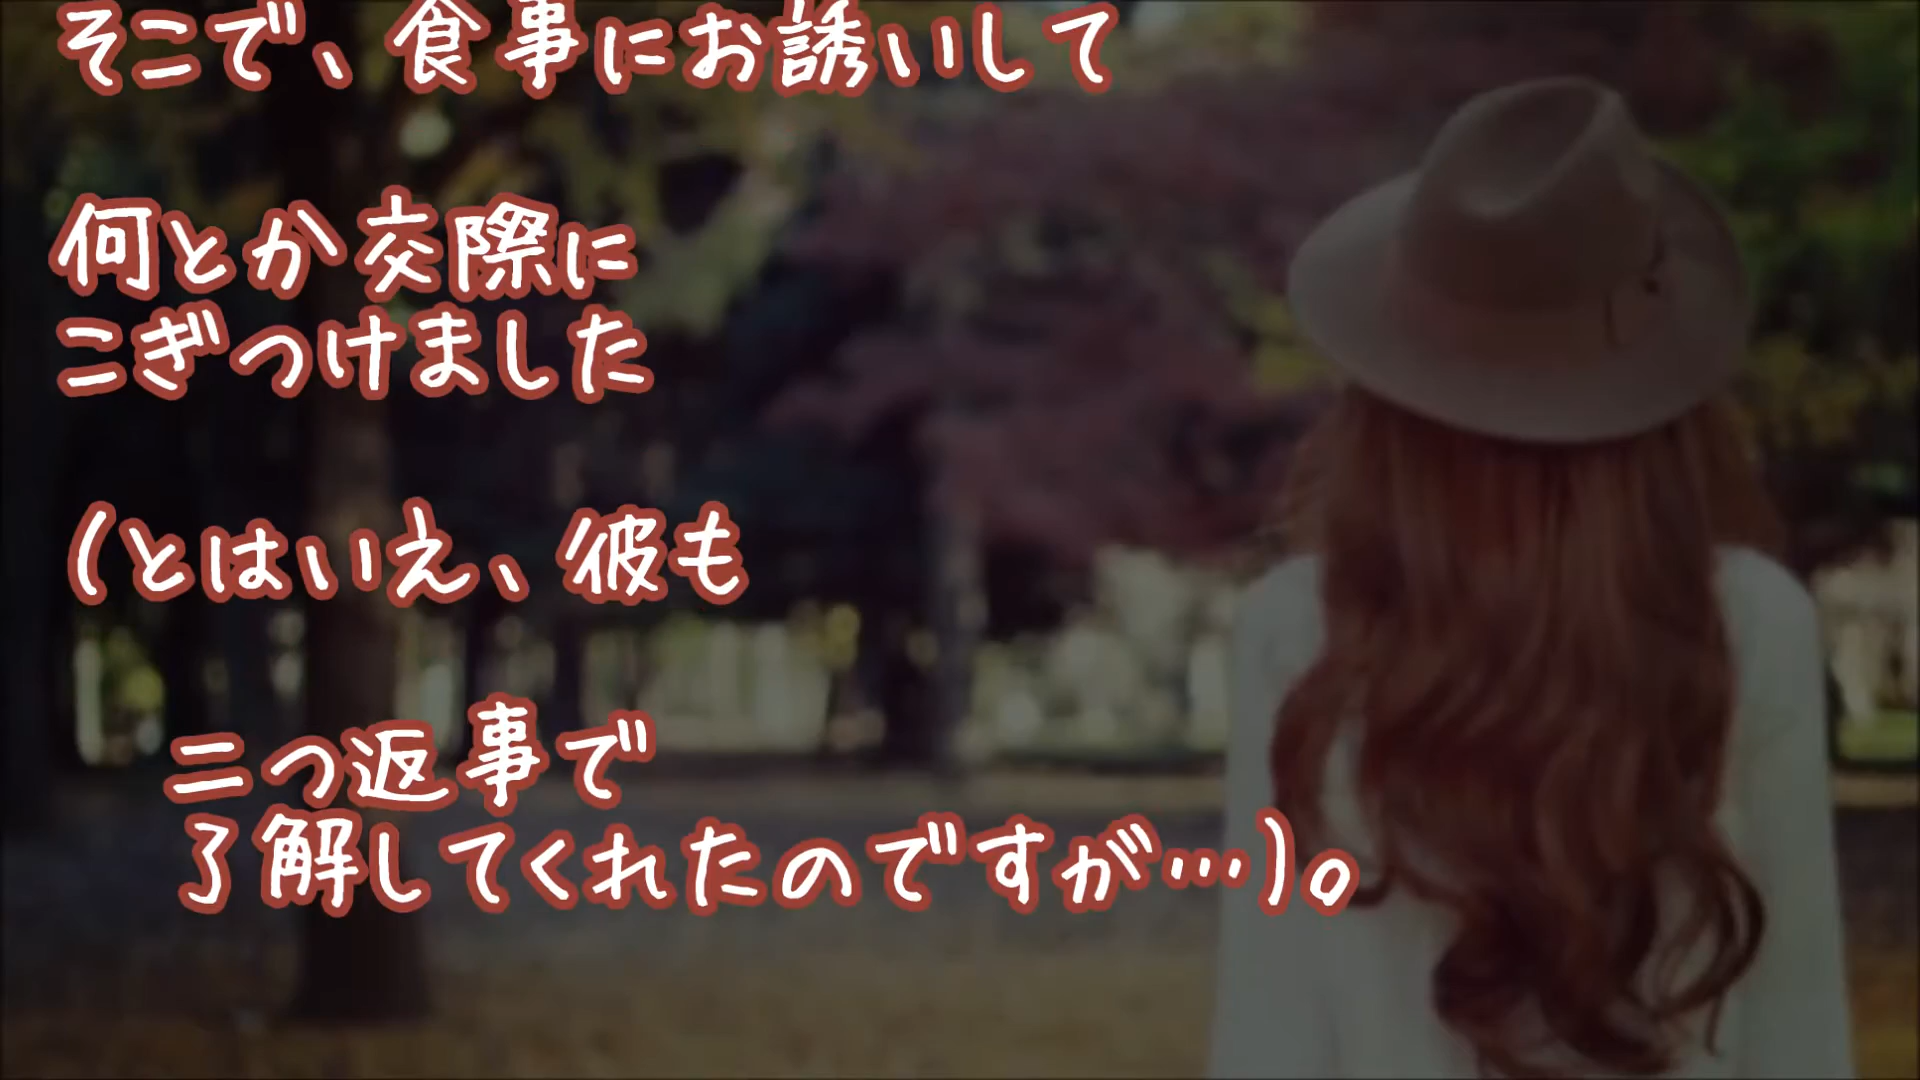 そこで、食事にお誘いして
何とか交際に
こぎつけました
(とはいえ、彼も
二つ返事で
了解してくれたのですが…)。